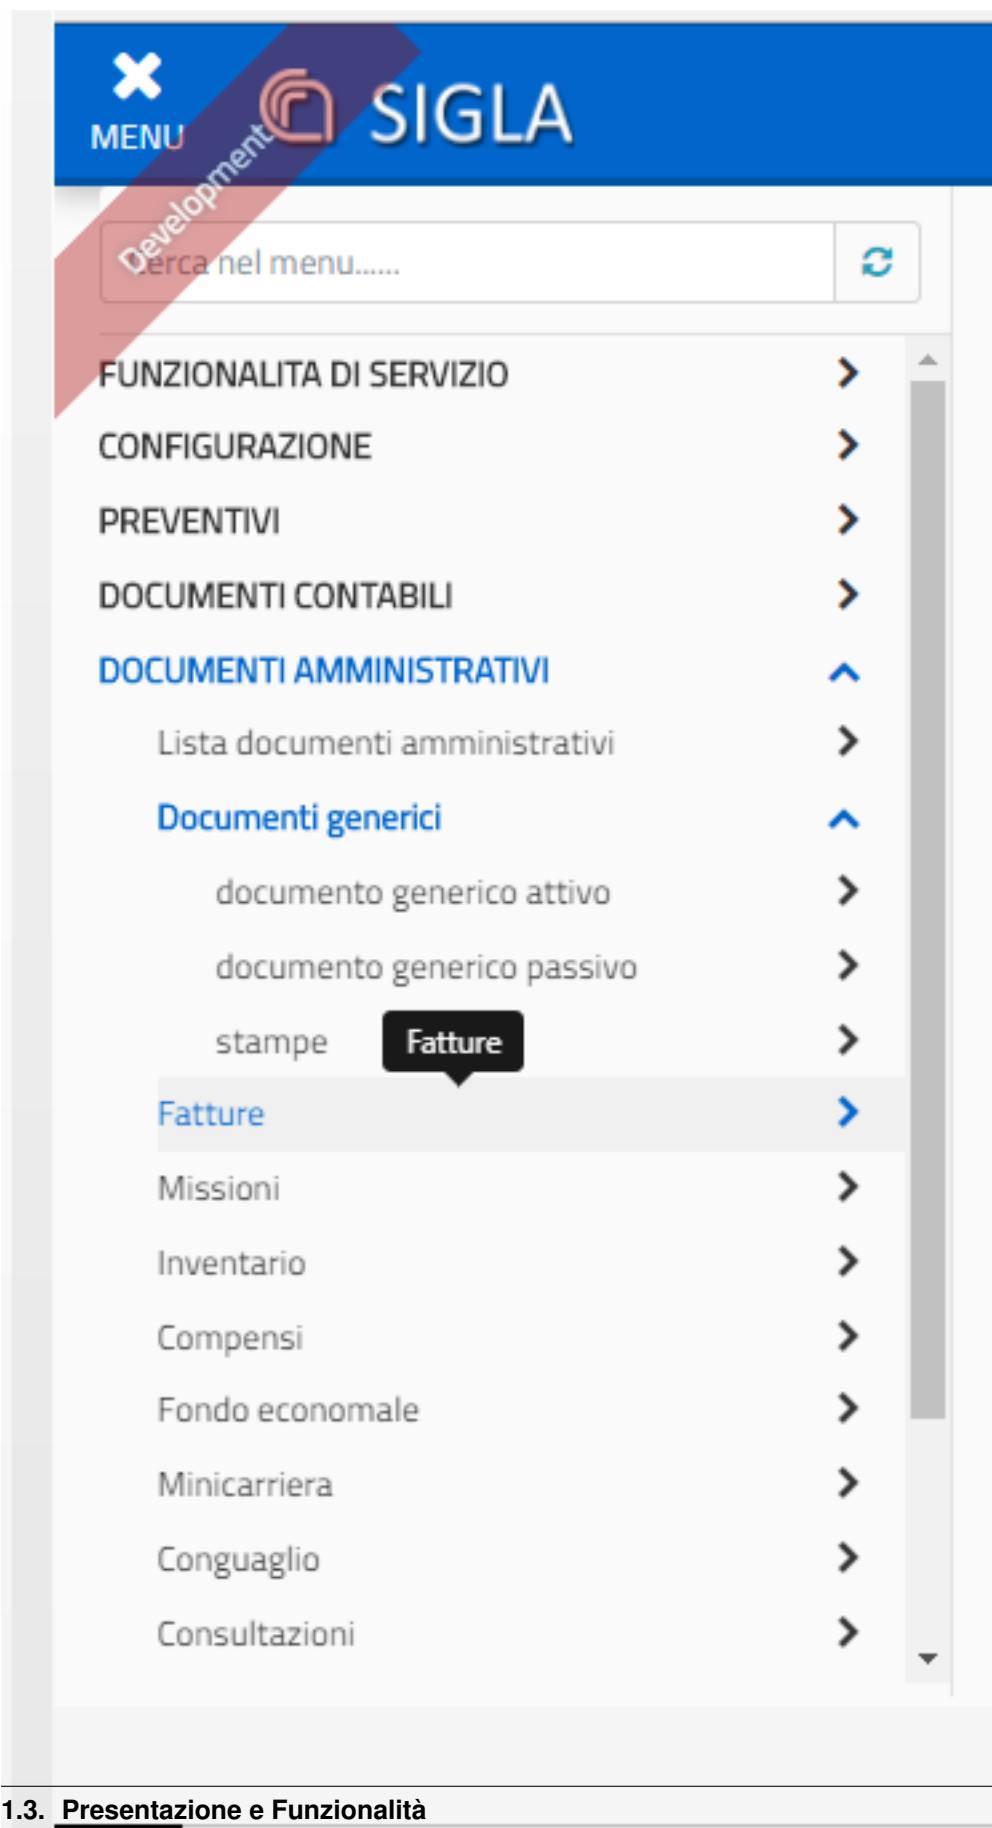 MENU
SIGLA
Development
Cerca nel menu......
FUNZIONALITA DI SERVIZIO
CONFIGURAZIONE
PREVENTIVI
DOCUMENTI CONTABILI
DOCUMENTI AMMINISTRATIVI
Lista documenti amministrativi
Documenti generici
documento generico attivo
documento generico passivo
stampe
Fatture
Fatture
Missioni
Inventario
Compensi
Fondo economale
Minicarriera
Conguaglio
Consultazioni
1.3. Presentazione e Funzionalità